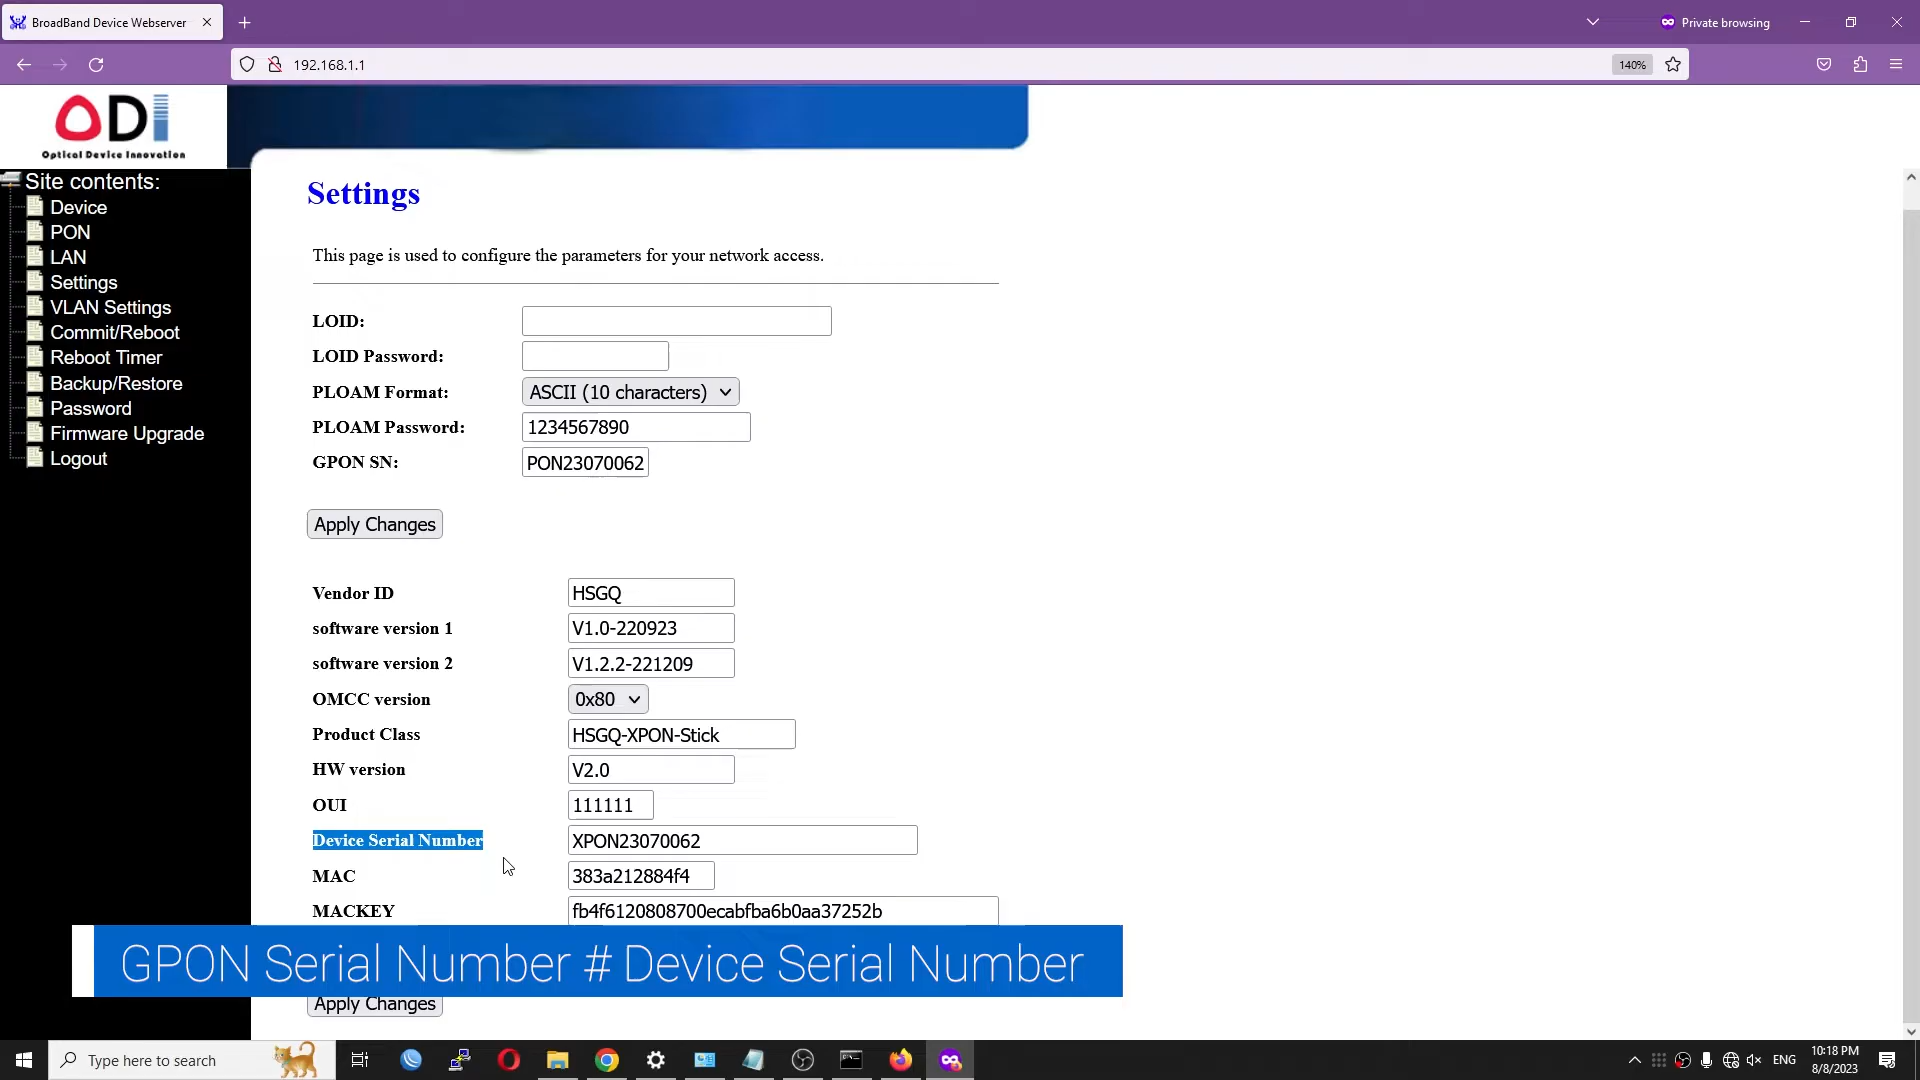 BroadBand Device Webserver
Private browsing
192.168.1.1
140%
ODI
Optical Device Innovation
Site contents:
Device
PON
LAN
Settings
VLAN Settings
Commit/Reboot
Reboot Timer
Backup/Restore
Password
Firmware Upgrade
Logout
Settings
This page is used to configure the parameters for your network access.
LOID:
LOID Password:
PLOAM Format: ASCII (10 characters)
PLOAM Password: 1234567890
GPON SN: PON23070062
Apply Changes
Vendor ID HSGQ
software version 1 V1.0-220923
software version 2 V1.2.2-221209
OMCC version 0x80
Product Class HSGQ-XPON-Stick
HW version V2.0
OUI 111111
Device Serial Number XPON23070062
MAC 383a212884f4
MACKEY fb4f6120808700ecabfba6b0aa37252b
GPON Serial Number # Device Serial Number
Apply Changes
Type here to search
ENG
10:18 PM
8/8/2023